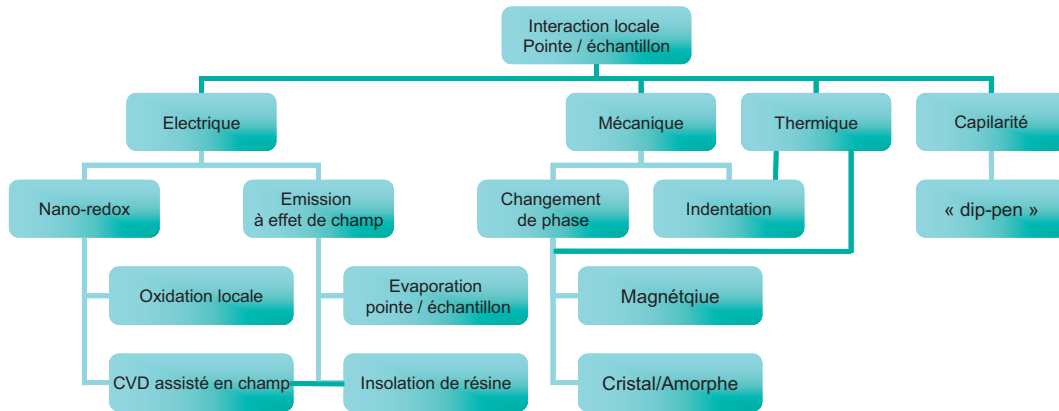 Interaction locale
Pointe / échantillon
Electrique
Mécanique
Thermique
Capilarité
Nano-redox
Emission
à effet de champ
Changement
de phase
Indentation
« dip-pen »
Oxidation locale
Evaporation
pointe / échantillon
Magnétqiue
CVD assisté en champ
Insolation de résine
Cristal/Amorphe